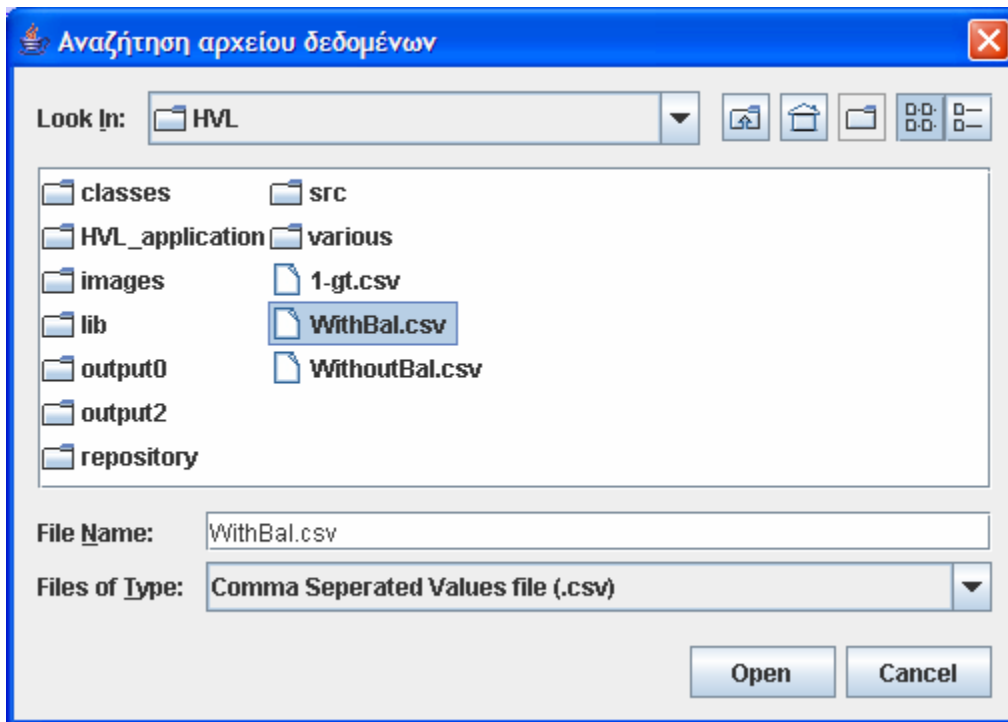 Αναζήτηση αρχείου δεδομένων
Look In: HVL
classes
HVL_application
images
lib
output0
output2
repository
src
various
1-gt.csv
WithBal.csv
WithoutBal.csv
File Name: WithBal.csv
Files of Type: Comma Seperated Values file (.csv)
Open Cancel